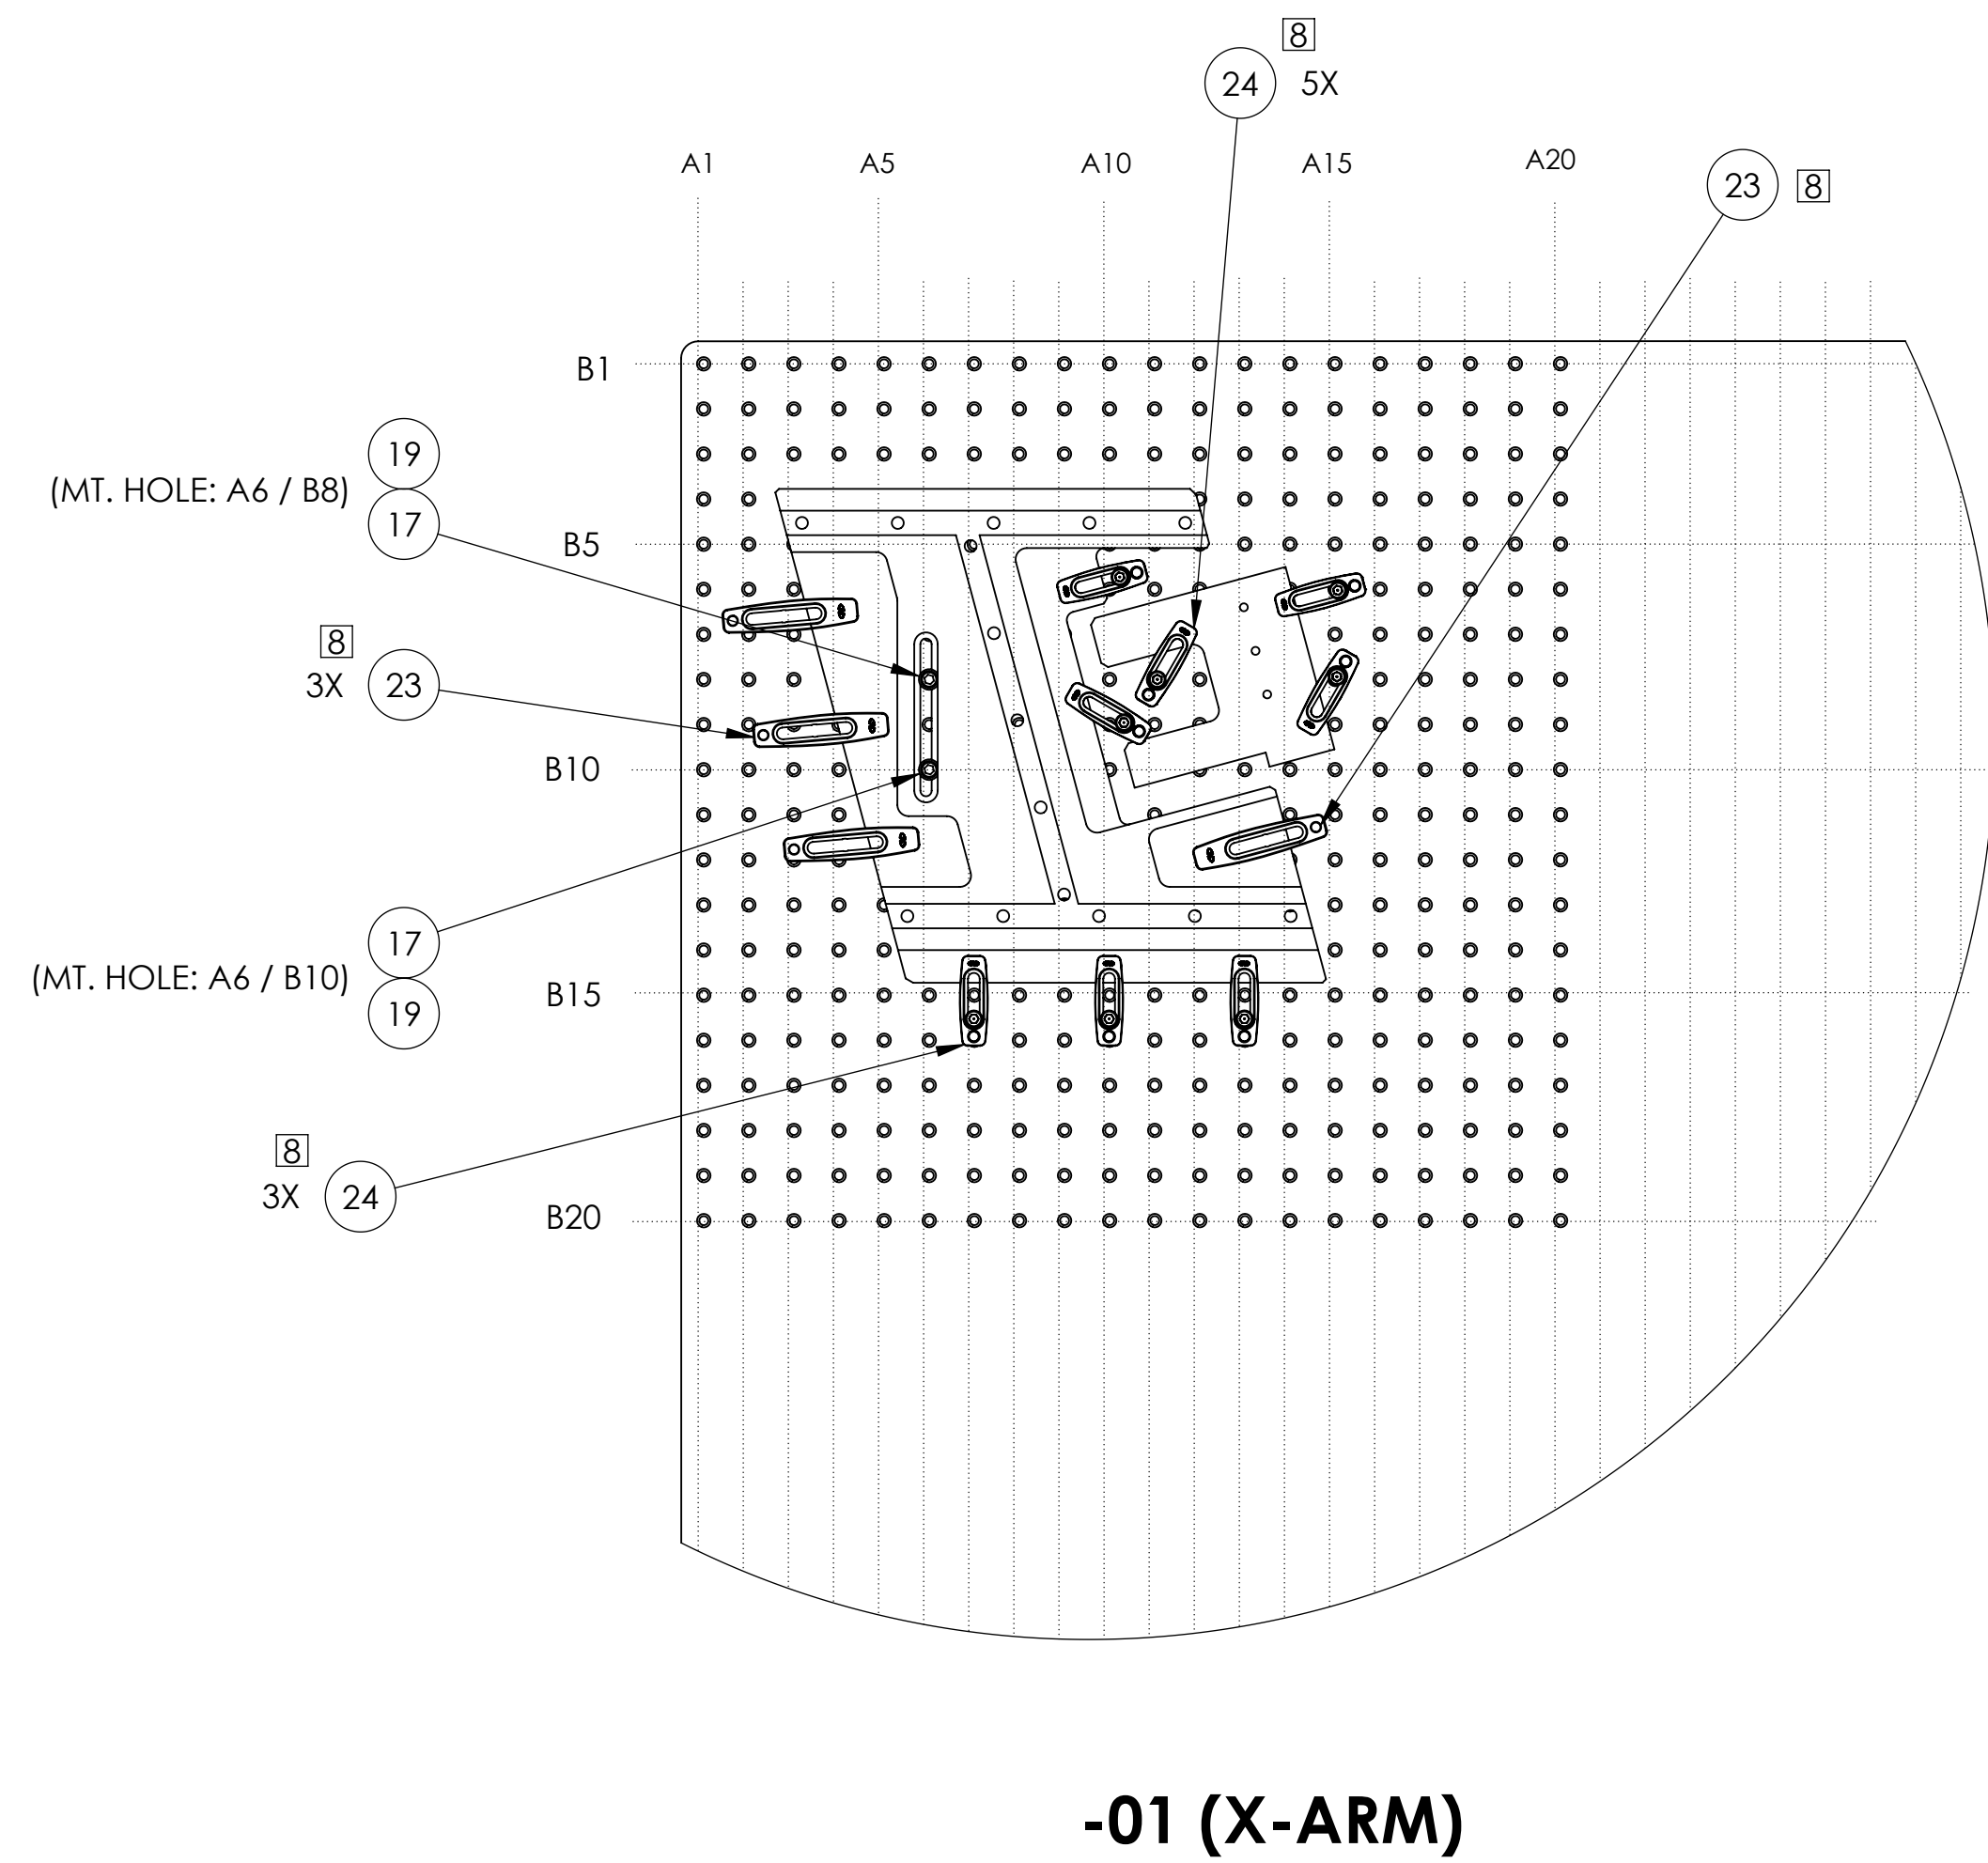 8
24 5X
A1 A5 A10 A15 A20
23 8
B1
19
(MT. HOLE: A6 / B8)
17
B5
8
3X 23
B10
17
(MT. HOLE: A6 / B10)
19
B15
8
3X 24
B20
-01 (X-ARM)